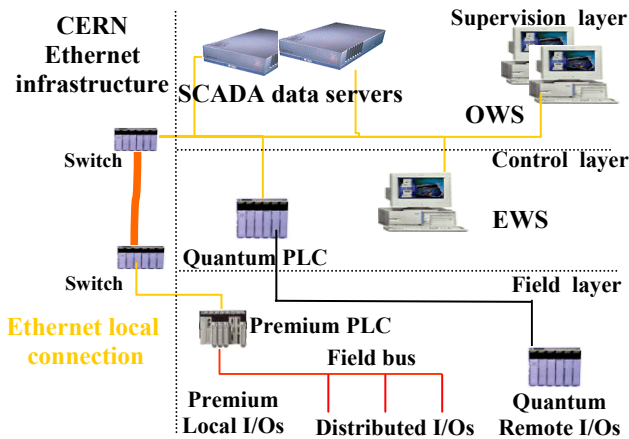 CERN
Ethernet
infrastructure
Supervision layer
SCADA data servers
OWS
Switch
Control layer
EWS
Quantum PLC
Switch
Field layer
Ethernet local
connection
Premium PLC
Field bus
Premium
Local I/Os
Distributed I/Os
Quantum
Remote I/Os